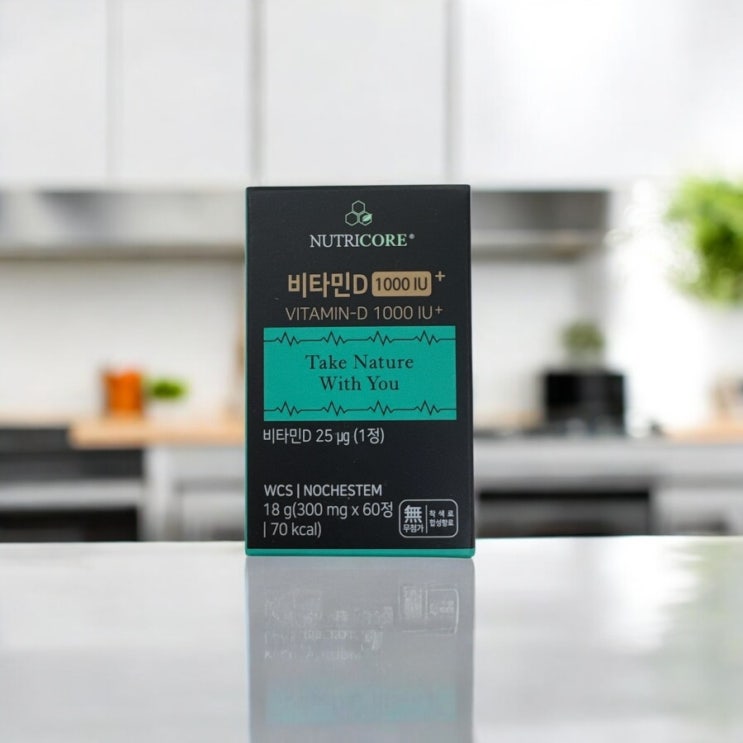 NUTRICORE®
비타민D 1000 IU +
VITAMIN-D 1000 IU+
Take Nature
With You
비타민D 25 µg (1정)
WCS | NOCHESTEM
18 g(300 mg x 60정
| 70 kcal)
無
무첨가
착색료
합성향료